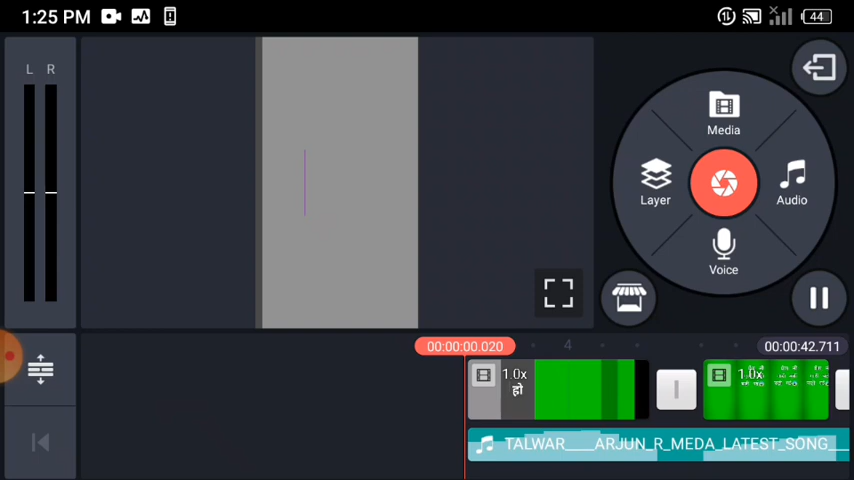 1:25 PM
44
L R
Media
Layer
Audio
Voice
00:00:00.020
4
00:00:42.711
1.0x
हो
1.0x
TALWAR___ARJUN_R_MEDA_LATEST_SONG__